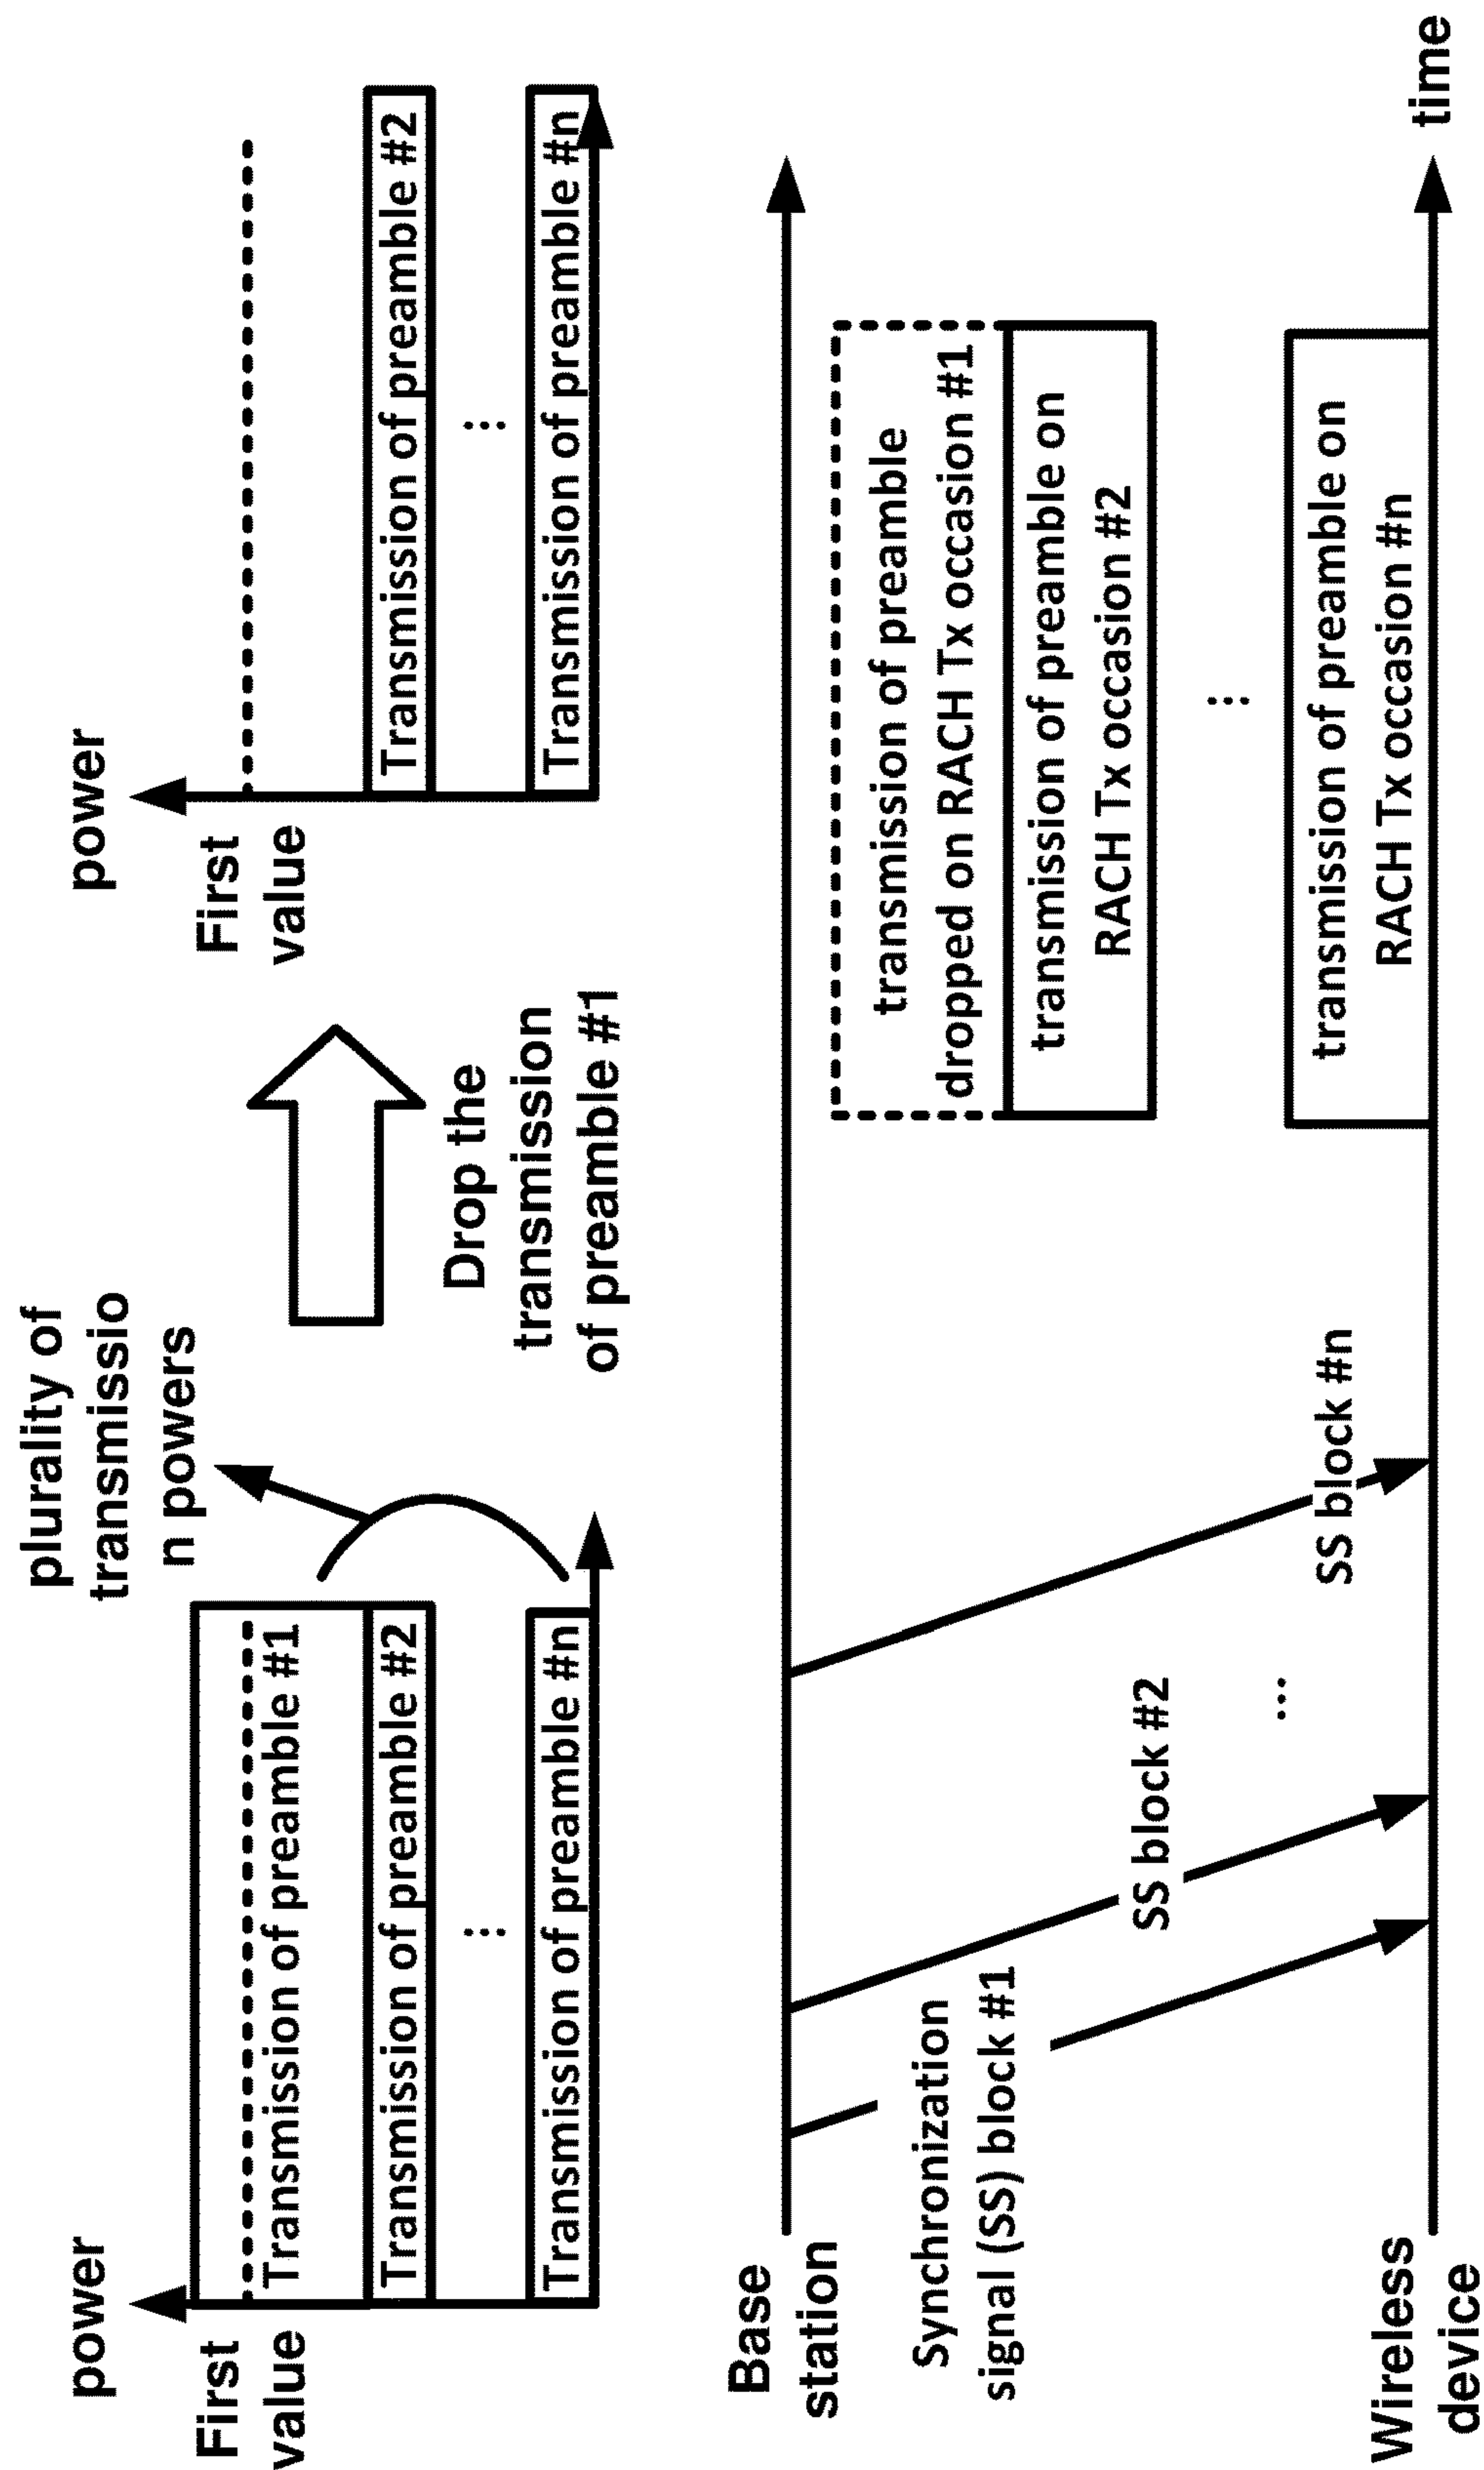 power
First
value
Transmission of preamble #1
Transmission of preamble #2
...
Transmission of preamble #n
plurality of
transmissio
n powers
Drop the
transmission
of preamble #1
power
First
value
Transmission of preamble #2
...
Transmission of preamble #n
Base
station
Synchronization
signal (SS) block #1
SS block #2
...
SS block #n
transmission of preamble
dropped on RACH Tx occasion #1
transmission of preamble on
RACH Tx occasion #2
...
transmission of preamble on
RACH Tx occasion #n
Wireless
device
time